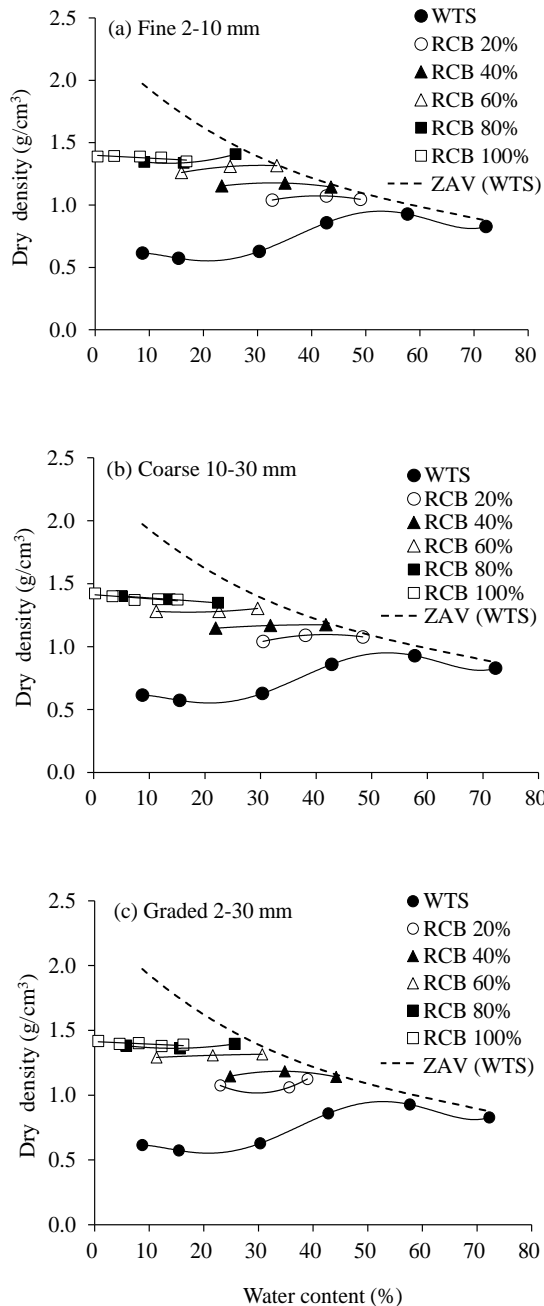 (a) Fine 2-10 mm
WTS
RCB 20%
RCB 40%
RCB 60%
RCB 80%
RCB 100%
ZAV (WTS)
Dry density (g/cm³)
2.5
2.0
1.5
1.0
0.5
0.0
0 10 20 30 40 50 60 70 80
(b) Coarse 10-30 mm
WTS
RCB 20%
RCB 40%
RCB 60%
RCB 80%
RCB 100%
ZAV (WTS)
Dry density (g/cm³)
2.5
2.0
1.5
1.0
0.5
0.0
0 10 20 30 40 50 60 70 80
(c) Graded 2-30 mm
WTS
RCB 20%
RCB 40%
RCB 60%
RCB 80%
RCB 100%
ZAV (WTS)
Dry density (g/cm³)
2.5
2.0
1.5
1.0
0.5
0.0
0 10 20 30 40 50 60 70 80
Water content (%)